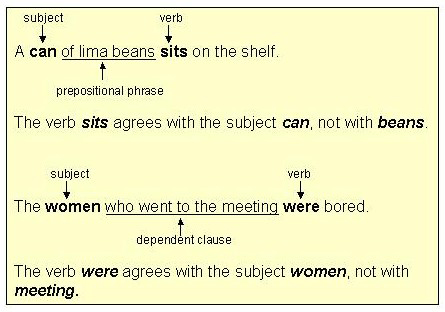 subject verb
A can of lima beans sits on the shelf.
prepositional phrase
The verb sits agrees with the subject can, not with beans.
subject verb
The women who went to the meeting were bored.
dependent clause
The verb were agrees with the subject women, not with
meeting.